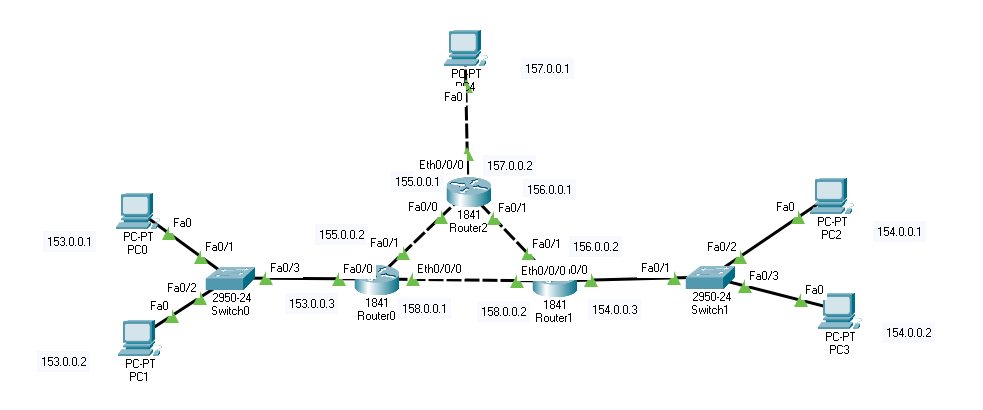 PC-PT
PC4
157.0.0.1
Fa0
Eth0/0/0
157.0.0.2
155.0.0.1
156.0.0.1
Fa0/0
Fa0/1
1841
Router2
Fa0
PC-PT
PC0
153.0.0.1
Fa0/1
155.0.0.2
Fa0/1
Fa0/1
156.0.0.2
Fa0
PC-PT
PC2
154.0.0.1
Fa0/2
Fa0/3
Fa0/0
Eth0/0/0
Eth0/0/0
Fa0/1
Fa0/3
Fa0/2
2950-24
Switch0
153.0.0.3
1841
Router0
158.0.0.1
158.0.0.2
1841
Router1
154.0.0.3
2950-24
Switch1
Fa0
Fa0
PC-PT
PC1
153.0.0.2
PC-PT
PC3
154.0.0.2